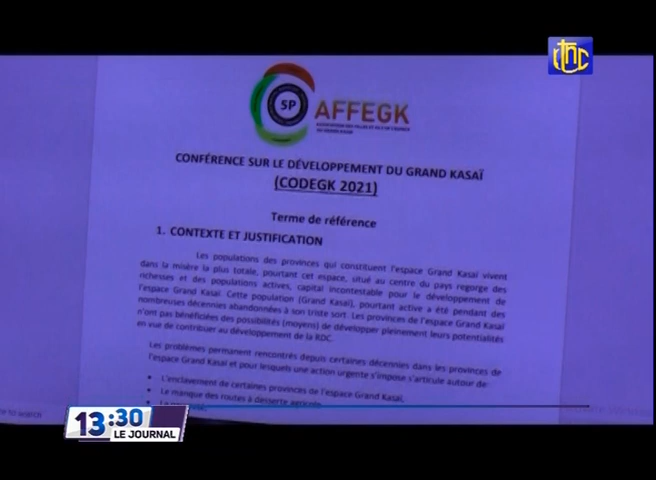 rtnc
5P
AFFEGK
CONFÉRENCE SUR LE DÉVELOPPEMENT DU GRAND KASAÏ
(CODEGK 2021)
Terme de référence
1. CONTEXTE ET JUSTIFICATION
Les populations des provinces qui constituent l'espace Grand Kasaï vivent
dans la misère la plus totale, pourtant cet espace, situé au centre du pays regorge des
richesses et des populations actives, capital incontestable pour le développement de
l'espace Grand Kasaï. Cette population (Grand Kasaï), pourtant active a été pendant des
nombreuses décennies abandonnées à son triste sort. Les provinces de l'espace Grand Kasaï
n'ont pas bénéficiées des possibilités (moyens) de développer pleinement leurs potentialités
en vue de contribuer au développement de la RDC.
Les problèmes permanent rencontrés depuis certaines décennies dans les provinces de
l'espace Grand Kasaï et pour lesquels une action urgente s'impose s'articule autour de:
• L'enclavement de certaines provinces de l'espace Grand Kasaï,
• Le manque des routes à desserte agricole
to search
13:30
LE JOURNAL